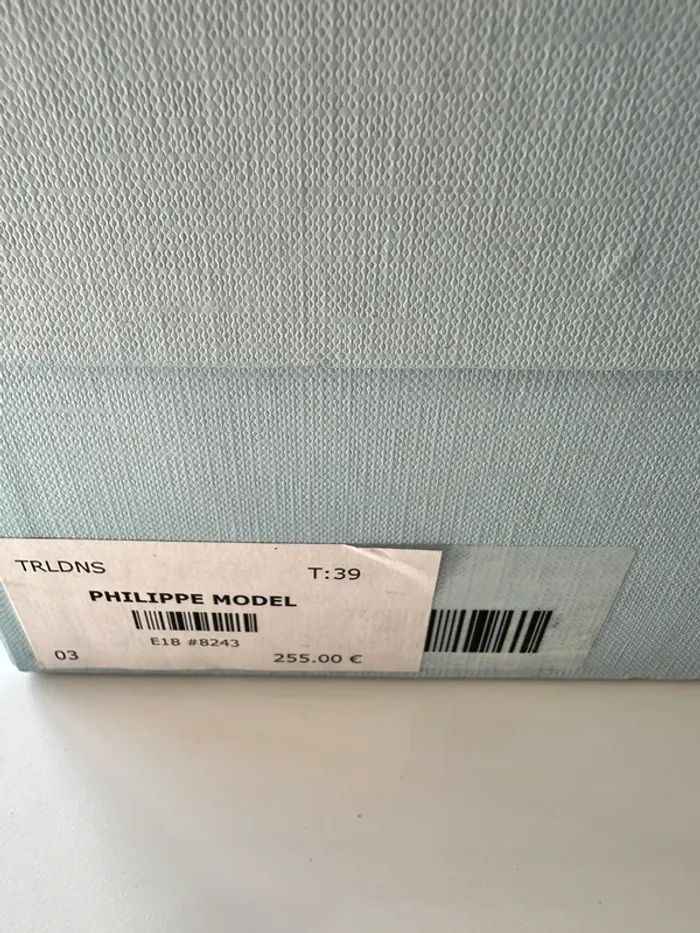 TRLDNS
T:39
PHILIPPE MODEL
E18 #8243
03
255.00 €